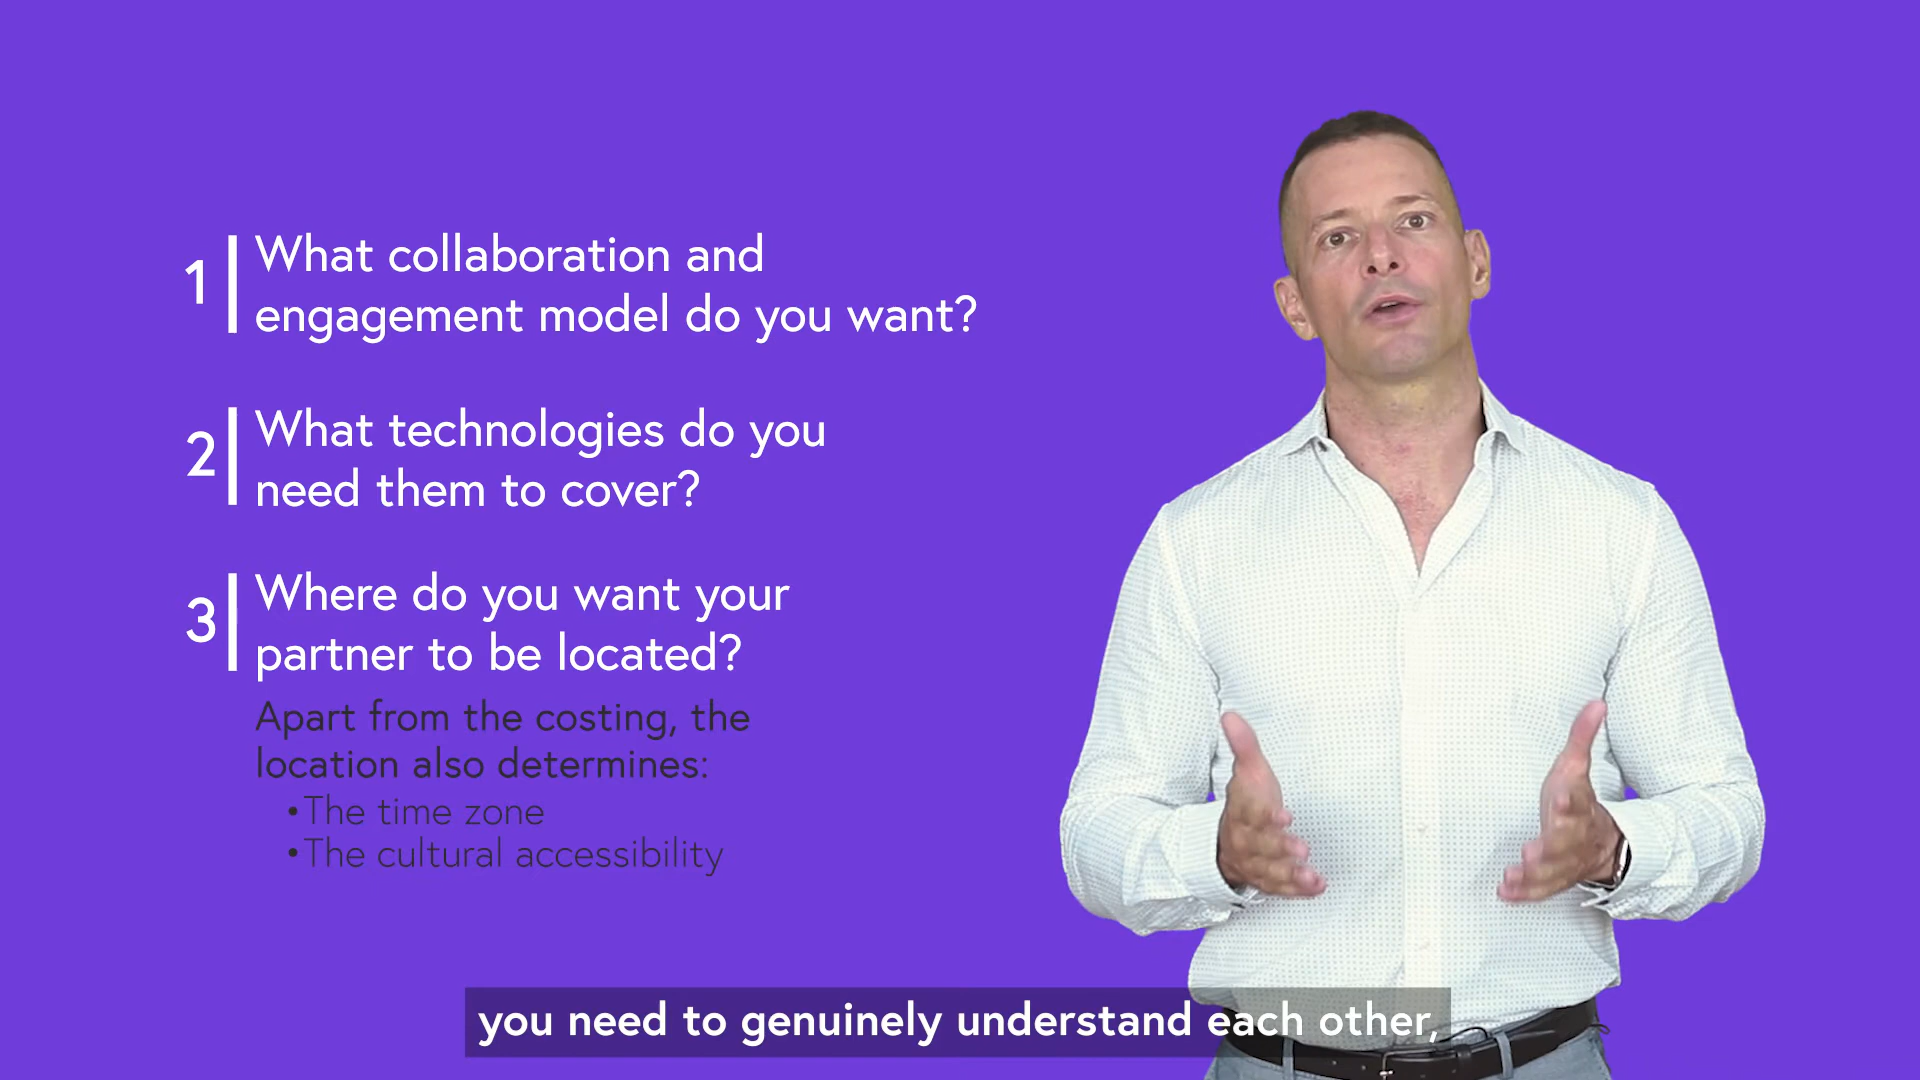 1 What collaboration and
engagement model do you want?
2 What technologies do you
need them to cover?
3 Where do you want your
partner to be located?
Apart from the costing, the
location also determines:
•The time zone
•The cultural accessibility
you need to genuinely understand each other,